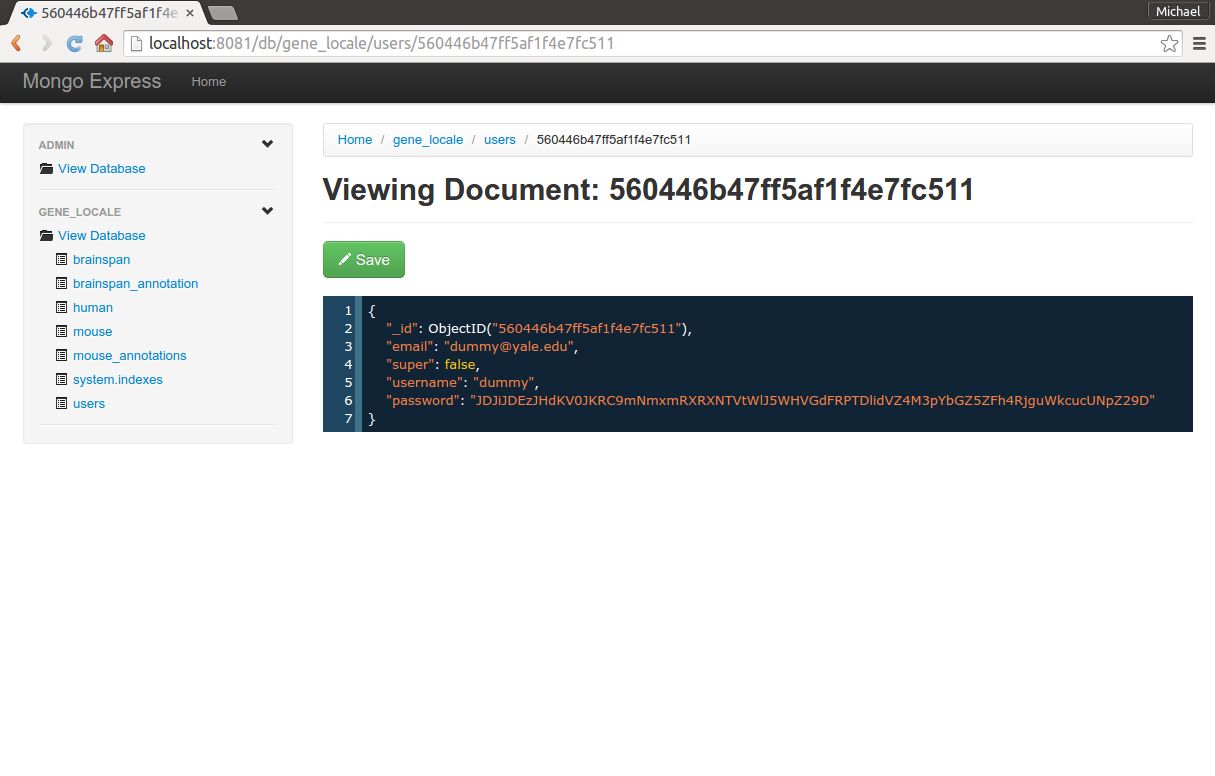 560446b47ff5af1f4e
Michael
localhost:8081/db/gene_locale/users/560446b47ff5af1f4e7fc511
Mongo Express Home
ADMIN
View Database
GENE_LOCALE
View Database
brainspan
brainspan_annotation
human
mouse
mouse_annotations
system.indexes
users
Home / gene_locale / users / 560446b47ff5af1f4e7fc511
Viewing Document: 560446b47ff5af1f4e7fc511
Save
1 {
2 "_id": ObjectID("560446b47ff5af1f4e7fc511"),
3 "email": "dummy@yale.edu",
4 "super": false,
5 "username": "dummy",
6 "password": "JDJiJDEzJHdKV0JKRC9mNmxmRXRXNTVtWlJ5WHVGdFRPTDlidVZ4M3pYbGZ5ZFh4RjguWkcucUNpZ29D"
7 }